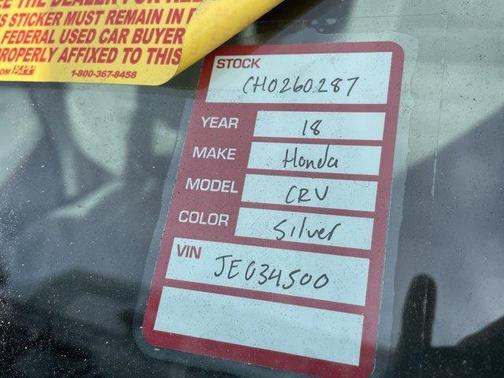 THE DEALER FOR
STICKER MUST REMAIN IN
FEDERAL USED CAR BUYER
PROPERLY AFFIXED TO THIS
1-800-367-8458
STOCK
CH0260287
YEAR 18
MAKE Honda
MODEL CRV
COLOR Silver
VIN
JE034500